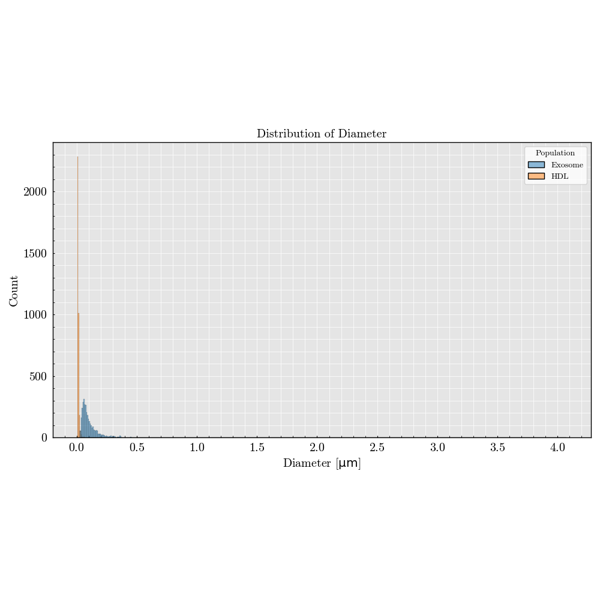 Distribution of Diameter
Population
Exosome
HDL
Count
2000
1500
1000
500
0
0.0 0.5 1.0 1.5 2.0 2.5 3.0 3.5 4.0
Diameter [μm]